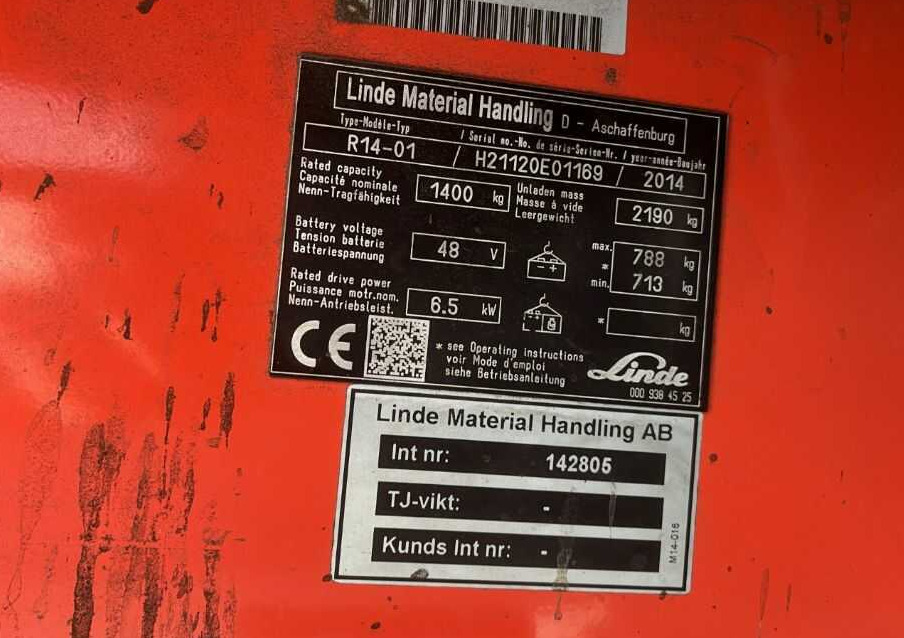 Linde Material Handling D - Aschaffenburg
Type-Modèle-Typ / Serial no.-No. de série-Serien-Nr. / year-année-Baujahr
R14-01 / H21120E01169 / 2014
Rated capacity
Capacité nominale
Nenn-Tragfähigkeit
1400 kg
Unladen mass
Masse à vide
Leergewicht
2190 kg
Battery voltage
Tension batterie
Batteriespannung
48 V
- +
max. 788 kg
*
min. 713 kg
Rated drive power
Puissance motr.nom.
Nenn-Antriebsleist.
6.5 kW
* kg
CE
* see Operating instructions
voir Mode d'emploi
siehe Betriebsanleitung
Linde
000 938 45 25
Linde Material Handling AB
Int nr: 142805
TJ-vikt: -
Kunds Int nr: -
M14-016